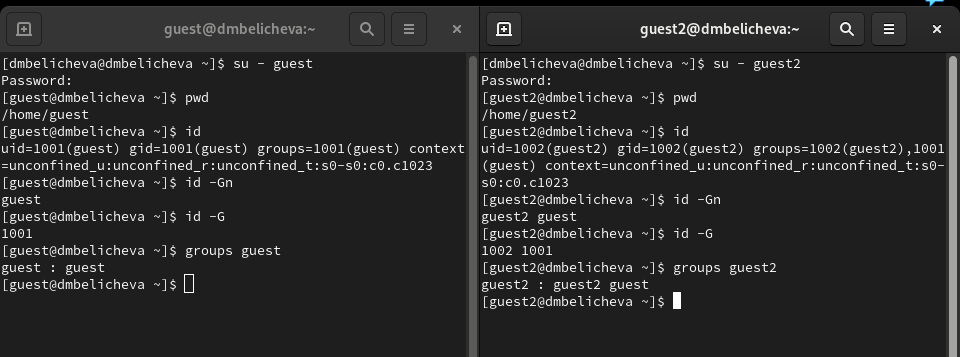 guest@dmbelicheva:~
[dmbelicheva@dmbelicheva ~]$ su - guest
Password:
[guest@dmbelicheva ~]$ pwd
/home/guest
[guest@dmbelicheva ~]$ id
uid=1001(guest) gid=1001(guest) groups=1001(guest) context
=unconfined_u:unconfined_r:unconfined_t:s0-s0:c0.c1023
[guest@dmbelicheva ~]$ id -Gn
guest
[guest@dmbelicheva ~]$ id -G
1001
[guest@dmbelicheva ~]$ groups guest
guest : guest
[guest@dmbelicheva ~]$
guest2@dmbelicheva:~
[dmbelicheva@dmbelicheva ~]$ su - guest2
Password:
[guest2@dmbelicheva ~]$ pwd
/home/guest2
[guest2@dmbelicheva ~]$ id
uid=1002(guest2) gid=1002(guest2) groups=1002(guest2),1001
(guest) context=unconfined_u:unconfined_r:unconfined_t:s0-
s0:c0.c1023
[guest2@dmbelicheva ~]$ id -Gn
guest2 guest
[guest2@dmbelicheva ~]$ id -G
1002 1001
[guest2@dmbelicheva ~]$ groups guest2
guest2 : guest2 guest
[guest2@dmbelicheva ~]$